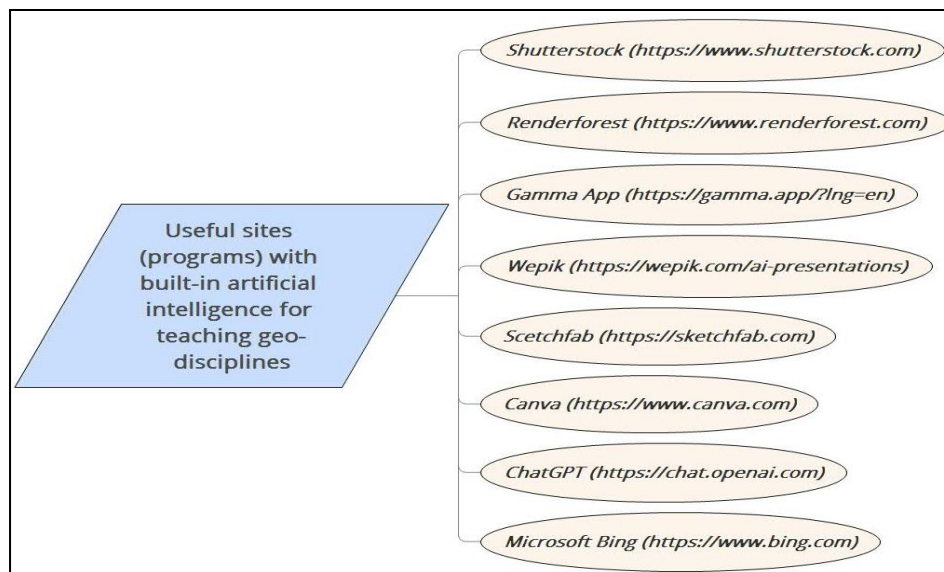 Shutterstock (https://www.shutterstock.com)
Renderforest (https://www.renderforest.com)
Gamma App (https://gamma.app/?lng=en)
Useful sites
(programs) with
built-in artificial
intelligence for
teaching geo-
disciplines
Wepik (https://wepik.com/ai-presentations)
Scetchfab (https://sketchfab.com)
Canva (https://www.canva.com)
ChatGPT (https://chat.openai.com)
Microsoft Bing (https://www.bing.com)